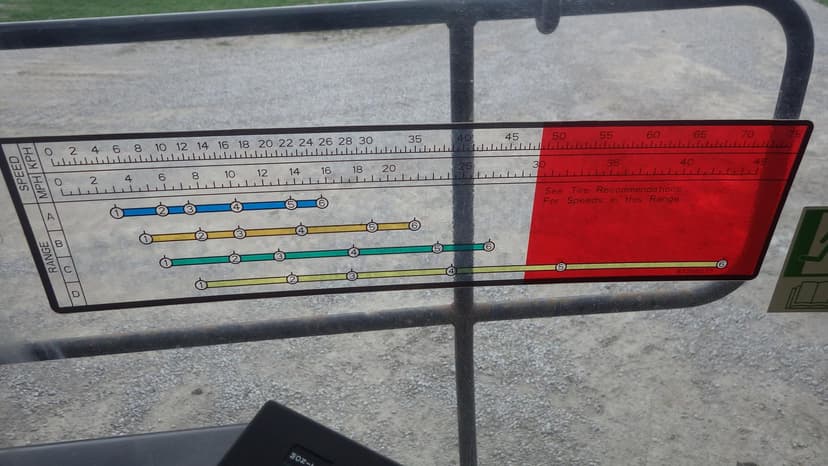 SPEED
KPH
0 2 4 6 8 10 12 14 16 18 20 22 24 26 28 30 35 40 45 50 55 60 65 70 75
MPH
0 2 4 6 8 10 12 14 16 18 20 25 30 35 40 45
See Tire Recommendations
For Speeds in this Range
RANGE
A
1 2 3 4 5 6
B
1 2 3 4 5 6
C
1 2 3 4 5 6
D
1 2 3 4 5 6